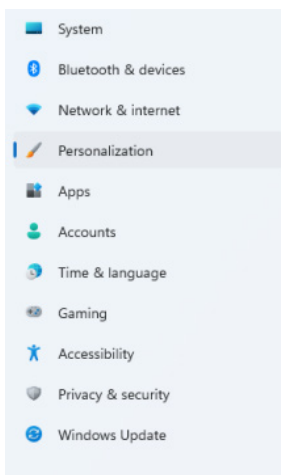 System
Bluetooth & devices
Network & internet
Personalization
Apps
Accounts
Time & language
Gaming
Accessibility
Privacy & security
Windows Update